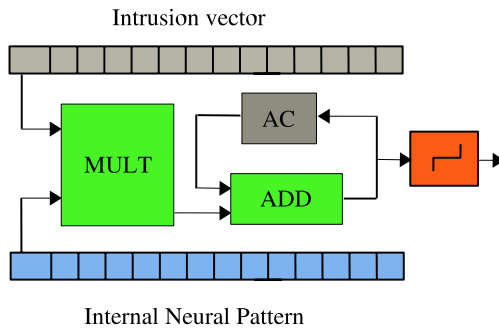 Intrusion vector
AC
MULT
ADD
Internal Neural Pattern